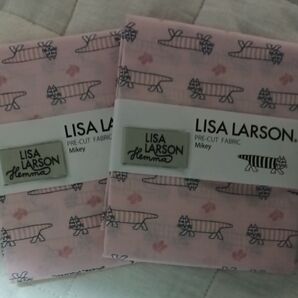 LISA LARSON
PRE-CUT FABRIC
Mikey
LISA
LARSON
Hemma
LISA LARSON.
PRE-CUT FABRIC
Mikey
LISA
LARSON
Hemma